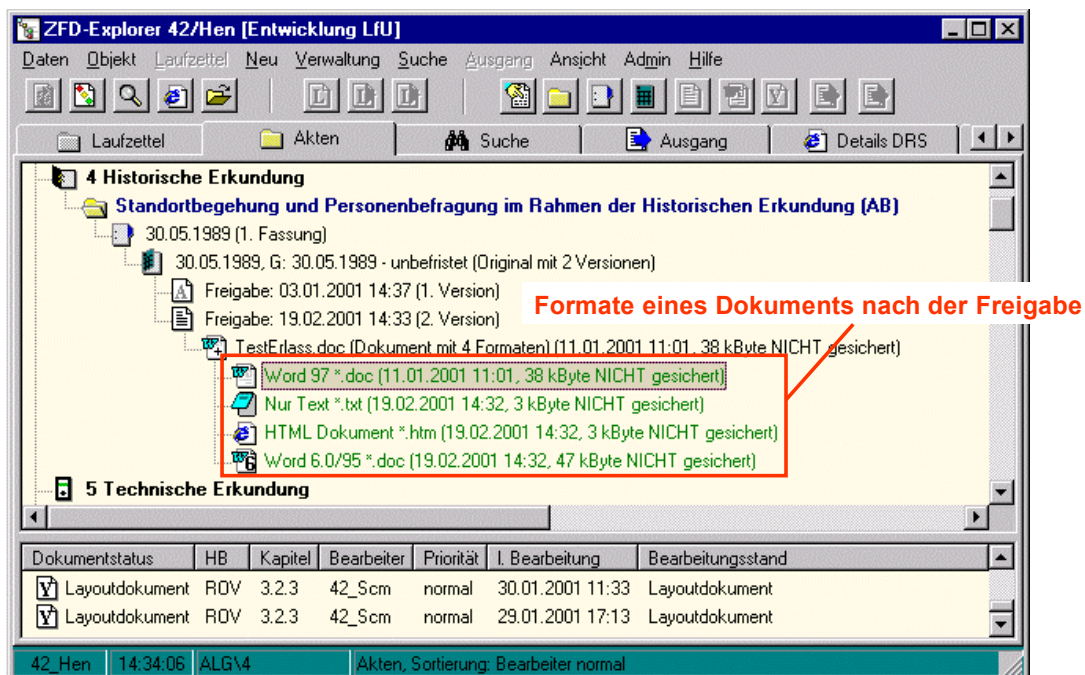 ZFD-Explorer 42/Hen [Entwicklung LfU]
Daten Objekt Laufzettel Neu Verwaltung Suche Ausgang Ansicht Admin Hilfe
Laufzettel Akten Suche Ausgang Details DRS
4 Historische Erkundung
Standortbegehung und Personenbefragung im Rahmen der Historischen Erkundung (AB)
30.05.1989 (1. Fassung)
30.05.1989, G: 30.05.1989 - unbefristet (Original mit 2 Versionen)
Freigabe: 03.01.2001 14:37 (1. Version)
Formate eines Dokuments nach der Freigabe
Freigabe: 19.02.2001 14:33 (2. Version)
TestErlass.doc (Dokument mit 4 Formaten) (11.01.2001 11:01, 38 kByte NICHT gesichert)
Word 97 *.doc (11.01.2001 11:01, 38 kByte NICHT gesichert)
Nur Text *.txt (19.02.2001 14:32, 3 kByte NICHT gesichert)
HTML Dokument *.htm (19.02.2001 14:32, 3 kByte NICHT gesichert)
Word 6.0/95 *.doc (19.02.2001 14:32, 47 kByte NICHT gesichert)
5 Technische Erkundung
Dokumentstatus HB Kapitel Bearbeiter Priorität l. Bearbeitung Bearbeitungsstand
Layoutdokument ROV 3.2.3 42_Scm normal 30.01.2001 11:33 Layoutdokument
Layoutdokument ROV 3.2.3 42_Scm normal 29.01.2001 17:13 Layoutdokument
42_Hen 14:34:06 ALG\4 Akten, Sortierung: Bearbeiter normal